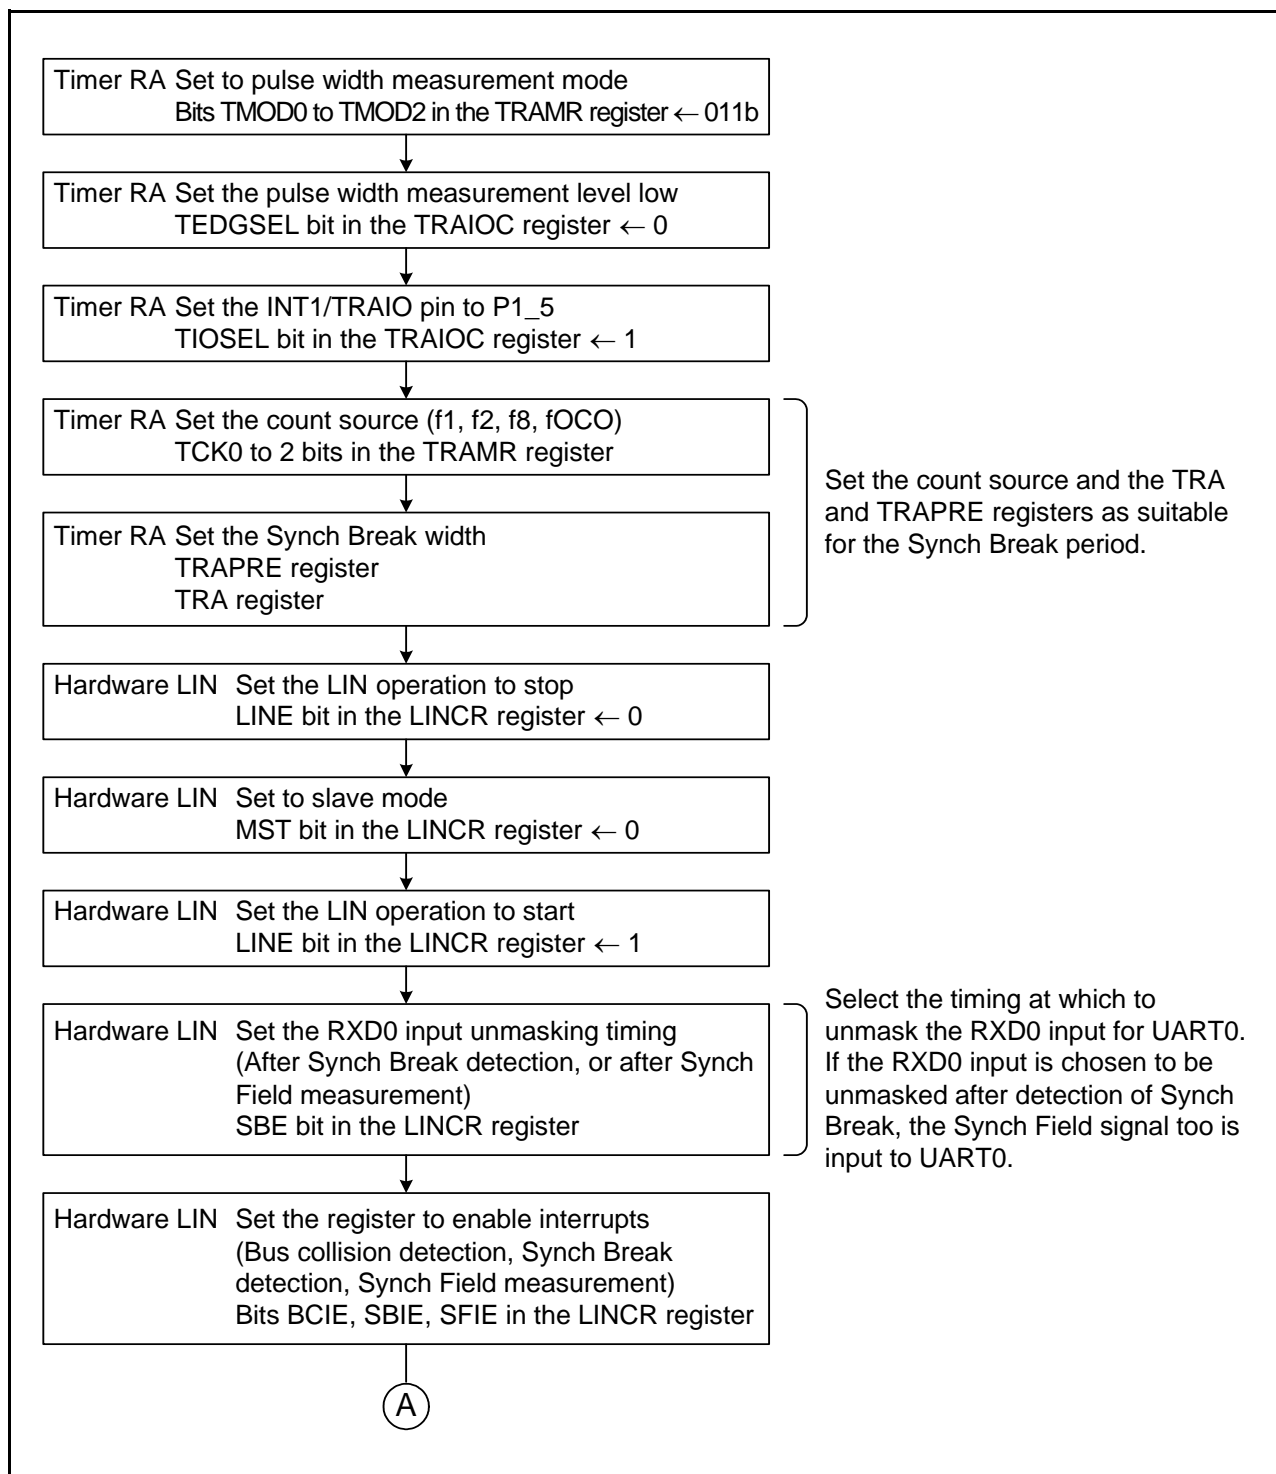 Timer RA Set to pulse width measurement mode
Bits TMOD0 to TMOD2 in the TRAMR register ← 011b
Timer RA Set the pulse width measurement level low
TEDGSEL bit in the TRAIOC register ← 0
Timer RA Set the INT1/TRAIO pin to P1_5
TIOSEL bit in the TRAIOC register ← 1
Timer RA Set the count source (f1, f2, f8, fOCO)
TCK0 to 2 bits in the TRAMR register
Timer RA Set the Synch Break width
TRAPRE register
TRA register
Set the count source and the TRA
and TRAPRE registers as suitable
for the Synch Break period.
Hardware LIN Set the LIN operation to stop
LINE bit in the LINCR register ← 0
Hardware LIN Set to slave mode
MST bit in the LINCR register ← 0
Hardware LIN Set the LIN operation to start
LINE bit in the LINCR register ← 1
Hardware LIN Set the RXD0 input unmasking timing
(After Synch Break detection, or after Synch
Field measurement)
SBE bit in the LINCR register
Select the timing at which to
unmask the RXD0 input for UART0.
If the RXD0 input is chosen to be
unmasked after detection of Synch
Break, the Synch Field signal too is
input to UART0.
Hardware LIN Set the register to enable interrupts
(Bus collision detection, Synch Break
detection, Synch Field measurement)
Bits BCIE, SBIE, SFIE in the LINCR register
A